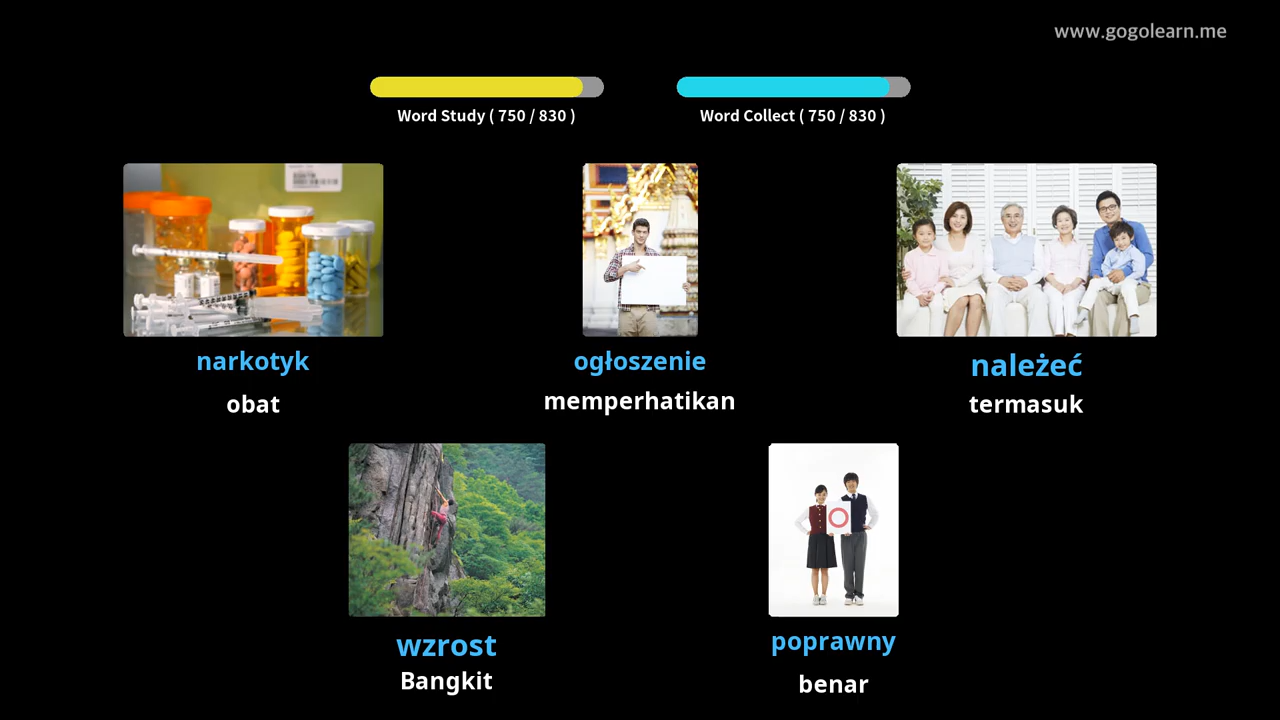 www.gogolearn.me
Word Study ( 750 / 830 )
Word Collect ( 750 / 830 )
narkotyk
obat
ogłoszenie
memperhatikan
należeć
termasuk
wzrost
Bangkit
poprawny
benar